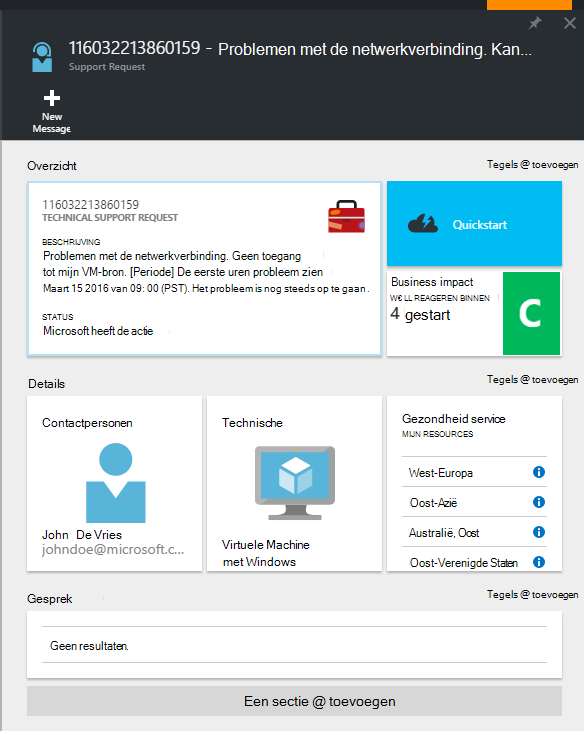 116032213860159 - Problemen met de netwerkverbinding. Kan...
Support Request
New
Message
Overzicht
Tegels @ toevoegen
116032213860159
TECHNICAL SUPPORT REQUEST
BESCHRIJVING
Problemen met de netwerkverbinding. Geen toegang
tot mijn VM-bron. [Periode] De eerste uren probleem zien
Maart 15 2016 van 09: 00 (PST). Het probleem is nog steeds op te gaan.
STATUS
Microsoft heeft de actie
Quickstart
Business impact
W€ LL REAGEREN BINNEN
4 gestart
C
Details
Tegels @ toevoegen
Contactpersonen
John De Vries
johndoe@microsoft.c...
Technische
Virtuele Machine
met Windows
Gezondheid service
MIJN RESOURCES
West-Europa
Oost-Azië
Australië, Oost
Oost-Verenigde Staten
Gesprek
Tegels @ toevoegen
Geen resultaten.
Een sectie @ toevoegen